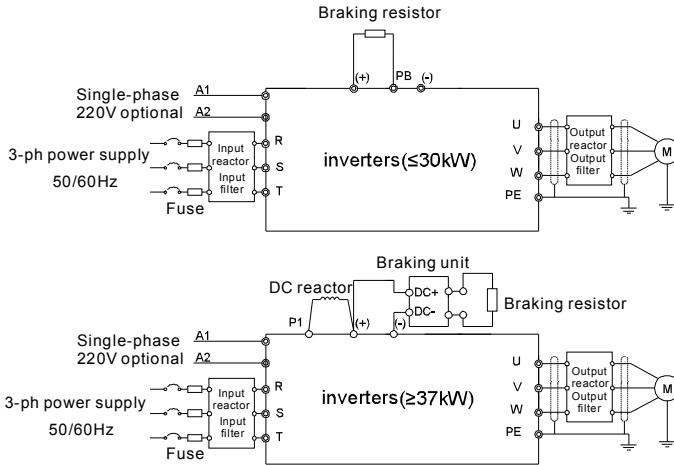 Braking resistor
(+) PB (-)
Single-phase A1
220V optional A2
3-ph power supply
50/60Hz
Fuse
Input
reactor
Input
filter
R
S
T
inverters(≤30kW)
U
V
W
PE
Output
reactor
Output
filter
M
Braking unit
DC reactor
DC+
DC-
Braking resistor
P1 (+) (-)
Single-phase A1
220V optional A2
3-ph power supply
50/60Hz
Fuse
Input
reactor
Input
filter
R
S
T
inverters(≥37kW)
U
V
W
PE
Output
reactor
Output
filter
M